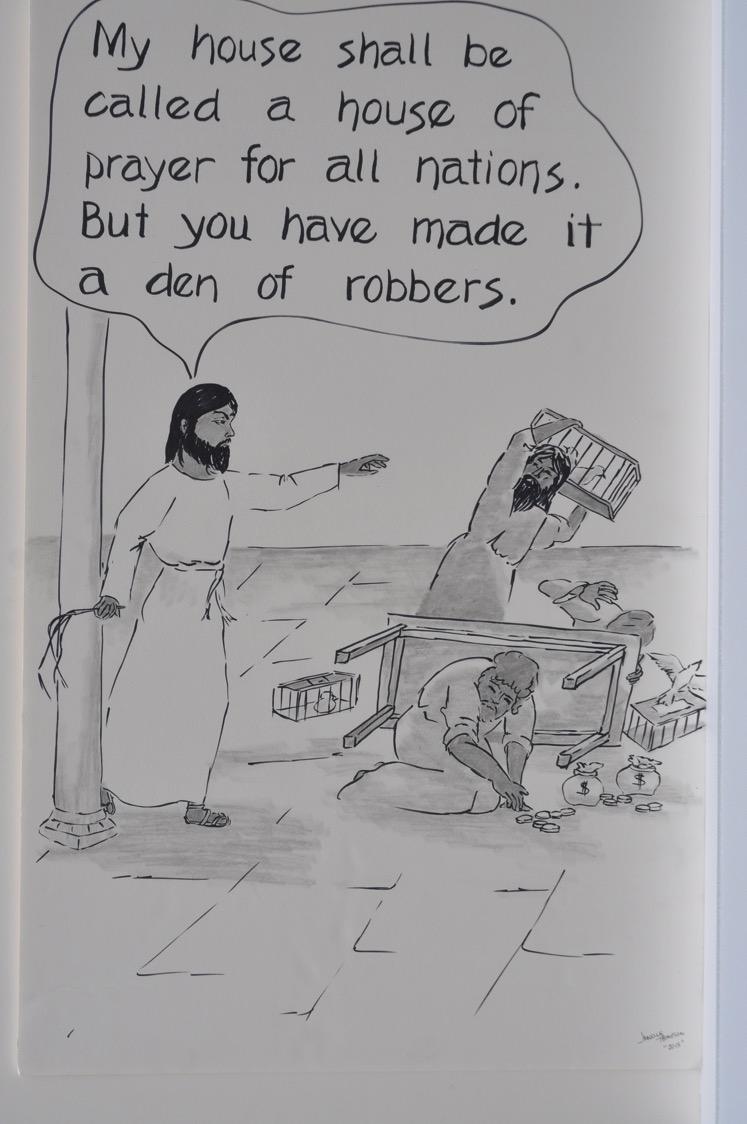 My house shall be
called a house of
prayer for all nations.
But you have made it
a den of robbers.
$ $